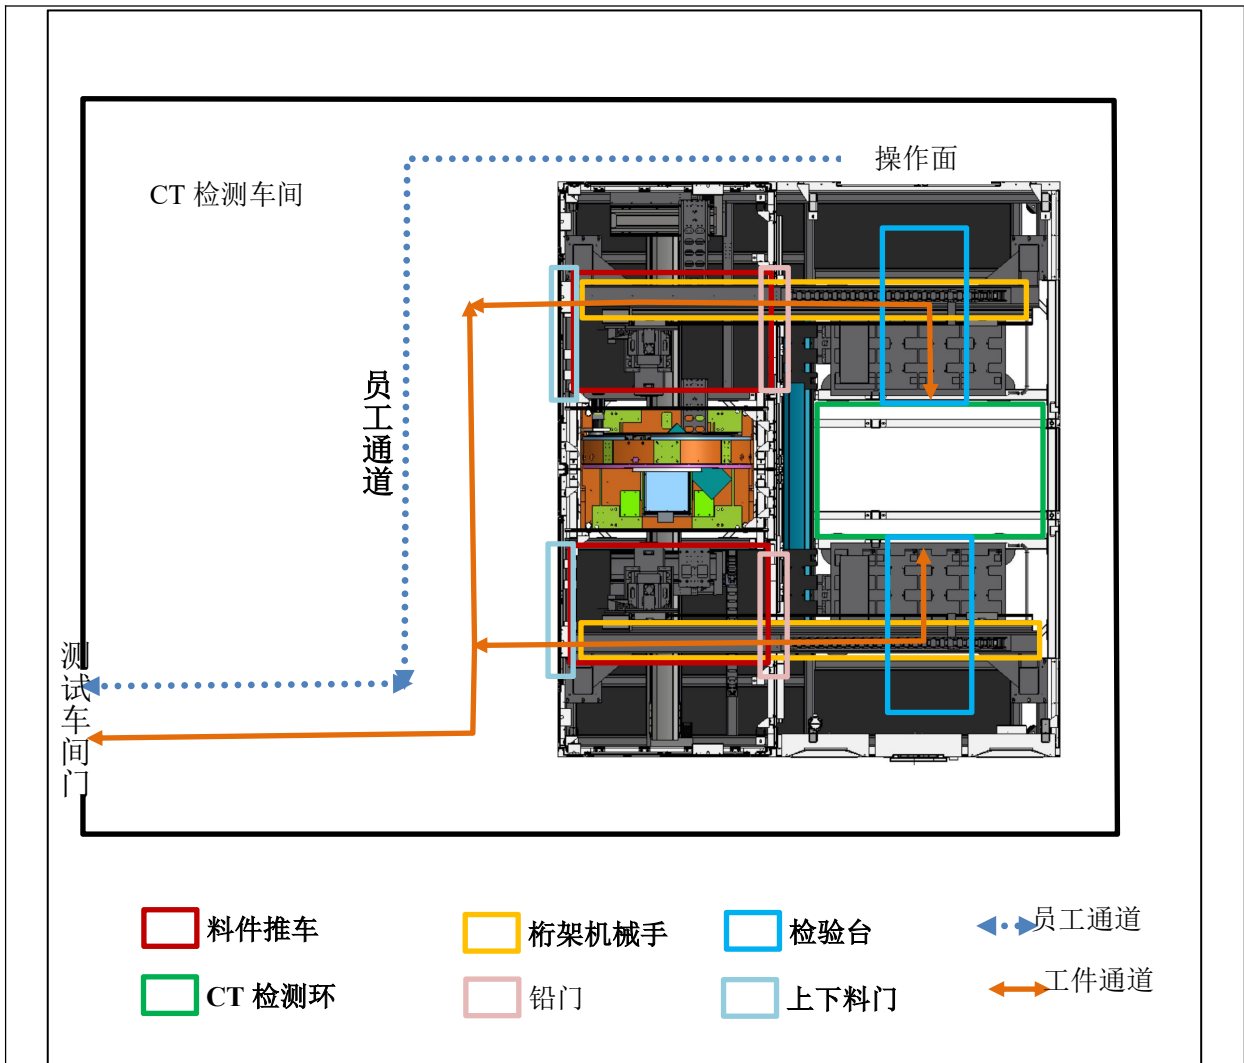 操作面
CT 检测车间
员工通道
测试车间门
料件推车
桁架机械手
检验台
员工通道
CT 检测环
铅门
上下料门
工件通道